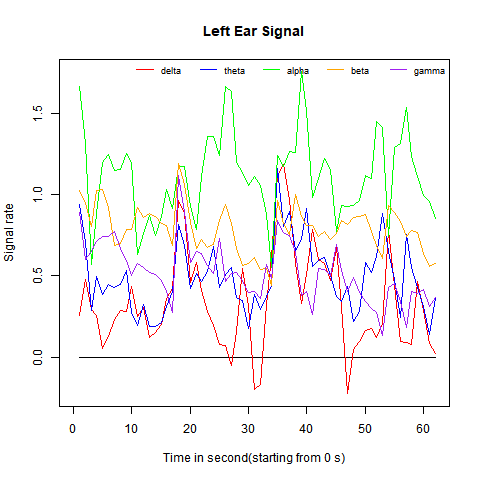 Left Ear Signal
delta theta alpha beta gamma
Signal rate
0.0 0.5 1.0 1.5
0 10 20 30 40 50 60
Time in second(starting from 0 s)